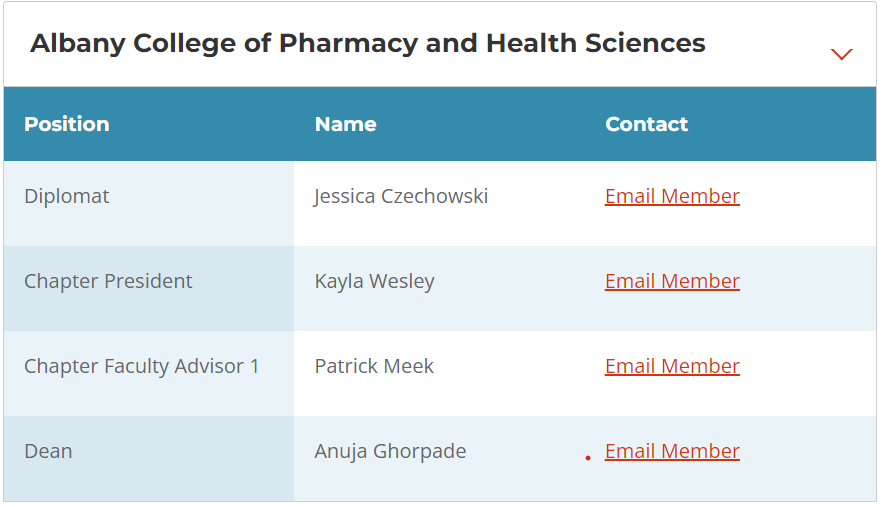 Albany College of Pharmacy and Health Sciences
Position Name Contact
Diplomat Jessica Czechowski Email Member
Chapter President Kayla Wesley Email Member
Chapter Faculty Advisor 1 Patrick Meek Email Member
Dean Anuja Ghorpade Email Member